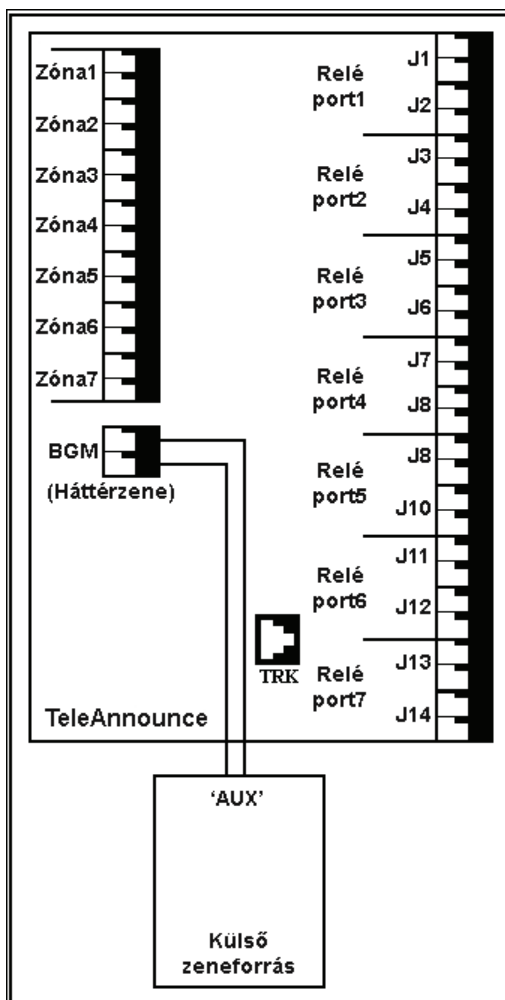 Zóna1
Zóna2
Zóna3
Zóna4
Zóna5
Zóna6
Zóna7
BGM
(Háttérzene)
Relé
port1
J1
J2
Relé
port2
J3
J4
Relé
port3
J5
J6
Relé
port4
J7
J8
Relé
port5
J8
J10
Relé
port6
J11
J12
Relé
port7
J13
J14
TRK
TeleAnnounce
‘AUX’
Külső
zeneforrás